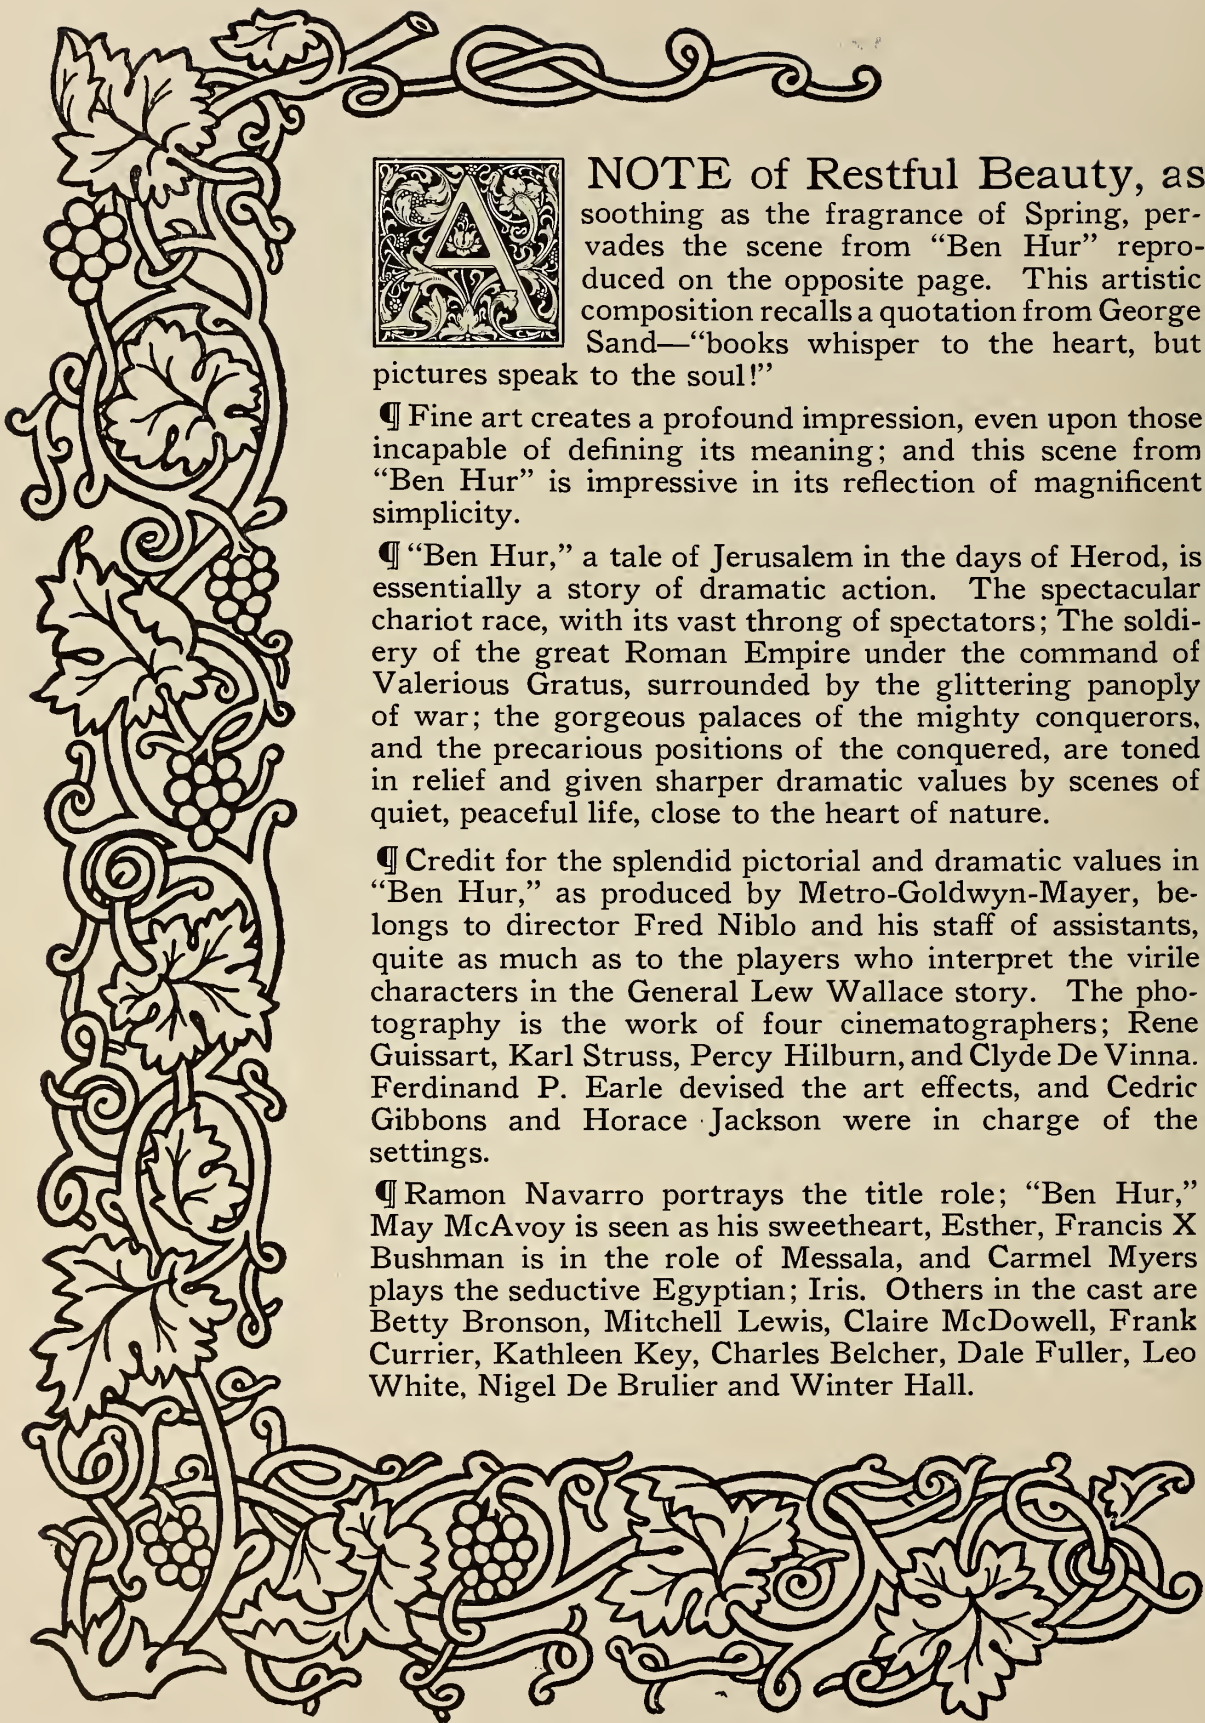 A NOTE of Restful Beauty, as
soothing as the fragrance of Spring, per-
vades the scene from “Ben Hur” repro-
duced on the opposite page. This artistic
composition recalls a quotation from George
Sand—“books whisper to the heart, but
pictures speak to the soul!”
¶ Fine art creates a profound impression, even upon those
incapable of defining its meaning; and this scene from
“Ben Hur” is impressive in its reflection of magnificent
simplicity.
¶ “Ben Hur,” a tale of Jerusalem in the days of Herod, is
essentially a story of dramatic action. The spectacular
chariot race, with its vast throng of spectators; The soldi-
ery of the great Roman Empire under the command of
Valerious Gratus, surrounded by the glittering panoply
of war; the gorgeous palaces of the mighty conquerors,
and the precarious positions of the conquered, are toned
in relief and given sharper dramatic values by scenes of
quiet, peaceful life, close to the heart of nature.
¶ Credit for the splendid pictorial and dramatic values in
“Ben Hur,” as produced by Metro-Goldwyn-Mayer, be-
longs to director Fred Niblo and his staff of assistants,
quite as much as to the players who interpret the virile
characters in the General Lew Wallace story. The pho-
tography is the work of four cinematographers; Rene
Guissart, Karl Struss, Percy Hilburn, and Clyde De Vinna.
Ferdinand P. Earle devised the art effects, and Cedric
Gibbons and Horace Jackson were in charge of the
settings.
¶ Ramon Navarro portrays the title role; “Ben Hur,”
May McAvoy is seen as his sweetheart, Esther, Francis X
Bushman is in the role of Messala, and Carmel Myers
plays the seductive Egyptian; Iris. Others in the cast are
Betty Bronson, Mitchell Lewis, Claire McDowell, Frank
Currier, Kathleen Key, Charles Belcher, Dale Fuller, Leo
White, Nigel De Brulier and Winter Hall.